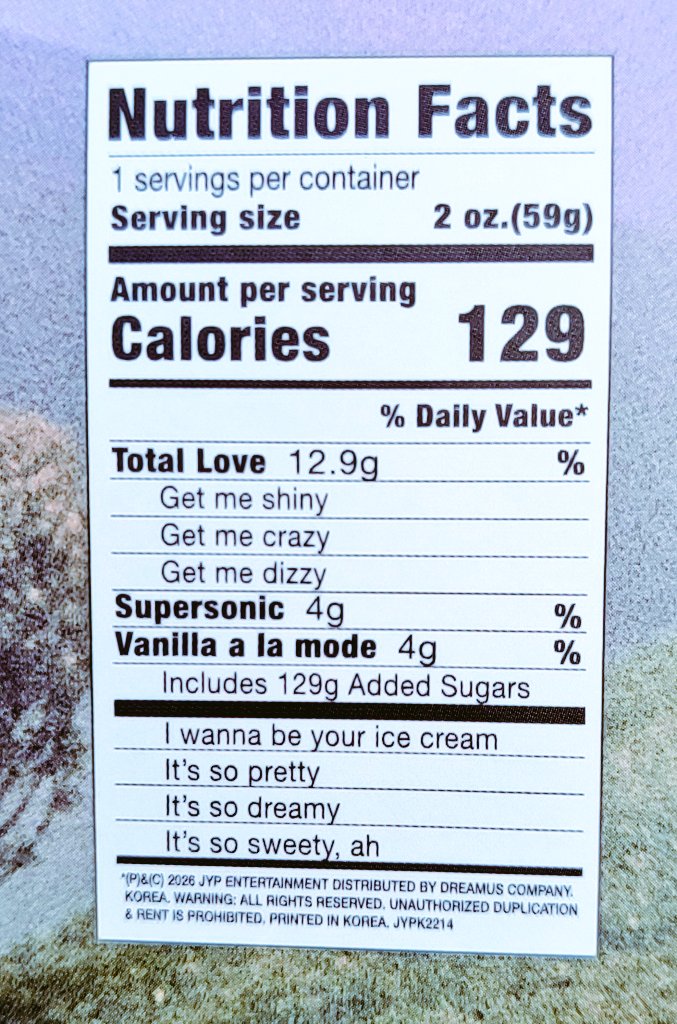 Nutrition Facts
1 servings per container
Serving size 2 oz.(59g)
Amount per serving
Calories 129
% Daily Value*
Total Love 12.9g %
Get me shiny
Get me crazy
Get me dizzy
Supersonic 4g %
Vanilla a la mode 4g %
Includes 129g Added Sugars
I wanna be your ice cream
It's so pretty
It's so dreamy
It's so sweety, ah
*(P)&(C) 2026 JYP ENTERTAINMENT DISTRIBUTED BY DREAMUS COMPANY.
KOREA. WARNING: ALL RIGHTS RESERVED. UNAUTHORIZED DUPLICATION
& RENT IS PROHIBITED. PRINTED IN KOREA. JYPK2214